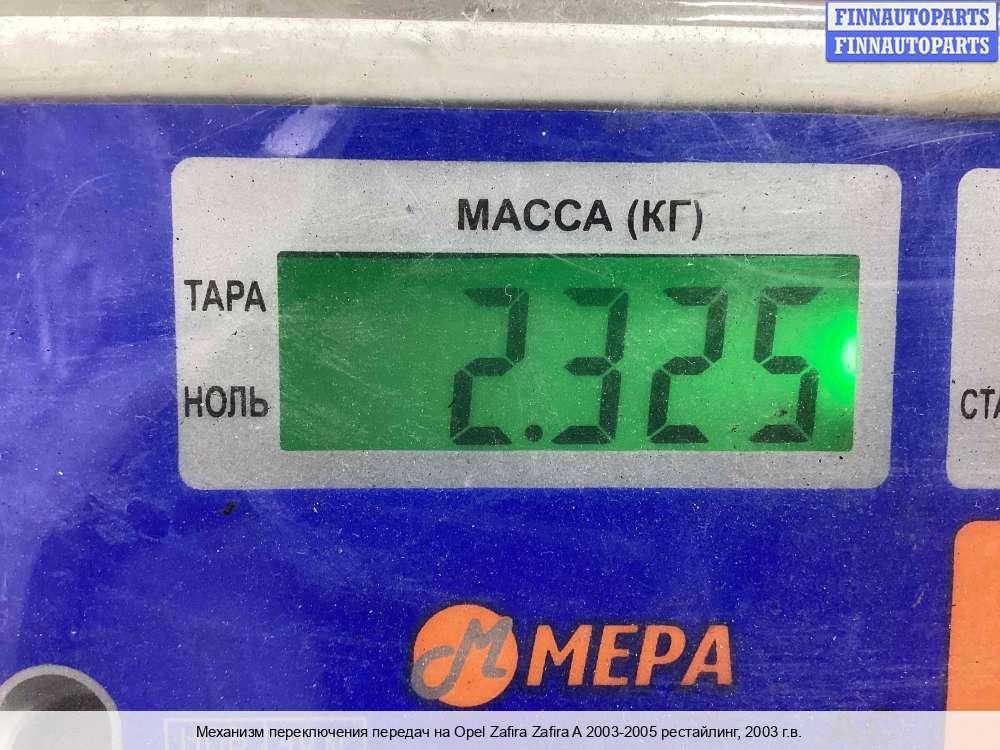 FINNAUTOPARTS
FINNAUTOPARTS
МАССА (КГ)
ТАРА
2.325
НОЛЬ
СТА
МЕРА
Механизм переключения передач на Opel Zafira Zafira A 2003-2005 рестайлинг, 2003 г.в.